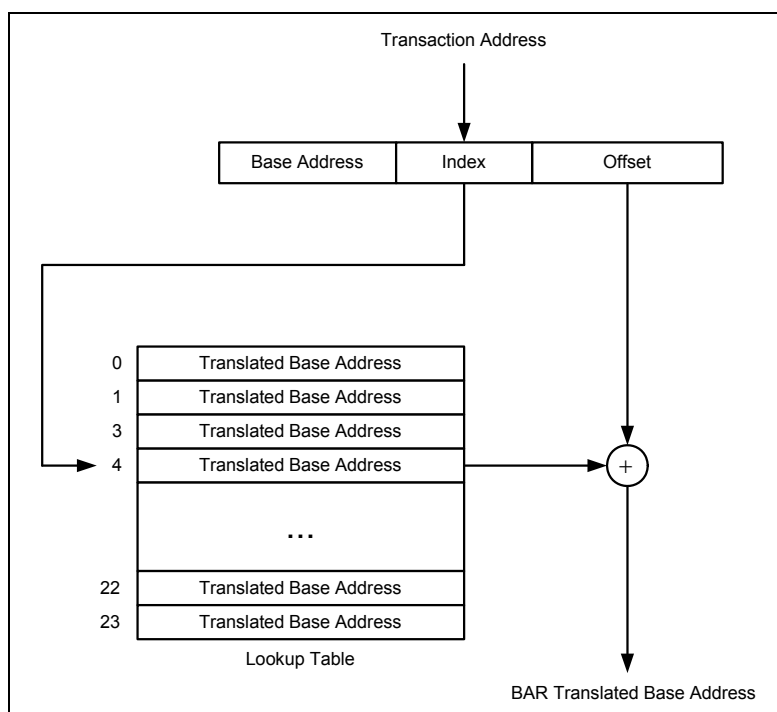 Transaction Address
Base Address Index Offset
0 Translated Base Address
1 Translated Base Address
3 Translated Base Address
4 Translated Base Address
+
...
22 Translated Base Address
23 Translated Base Address
Lookup Table
BAR Translated Base Address